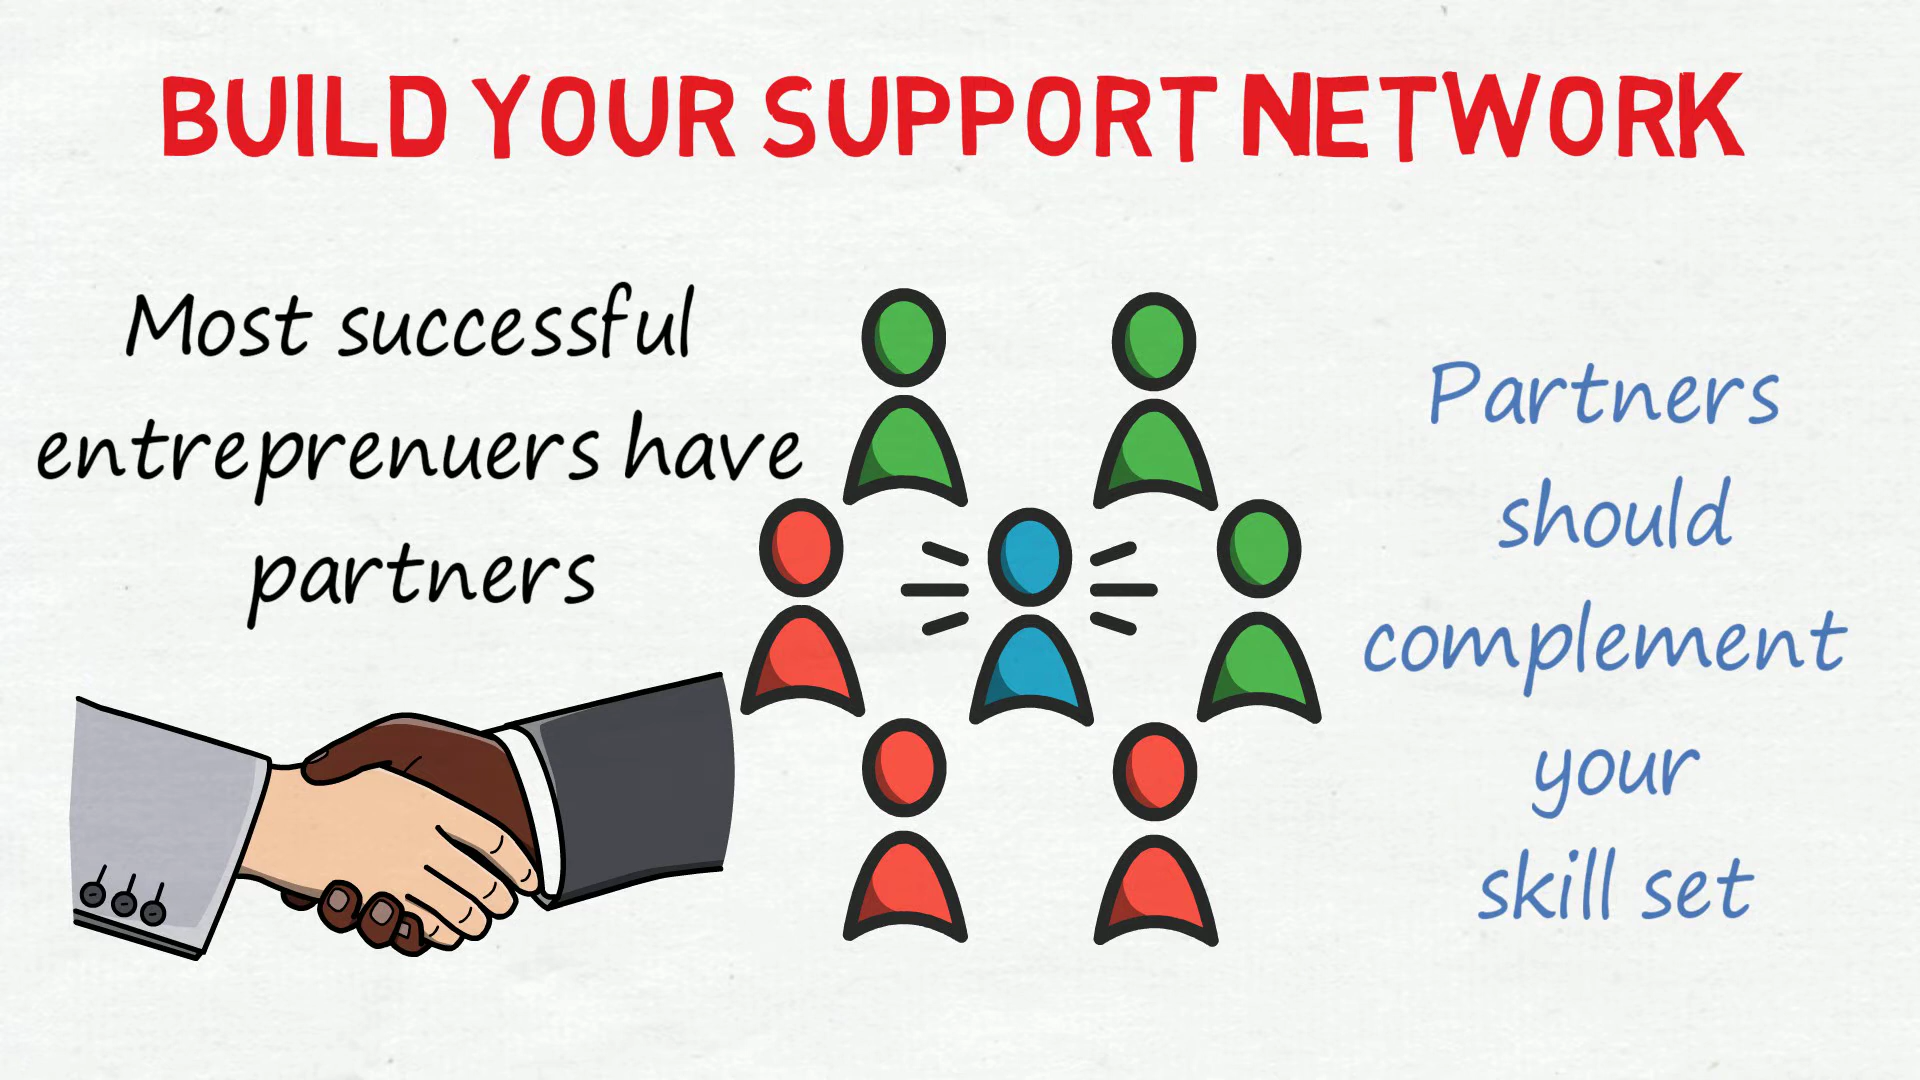 BUILD YOUR SUPPORT NETWORK
Most successful
entreprenuers have
partners
Partners
should
complement
your
skill set